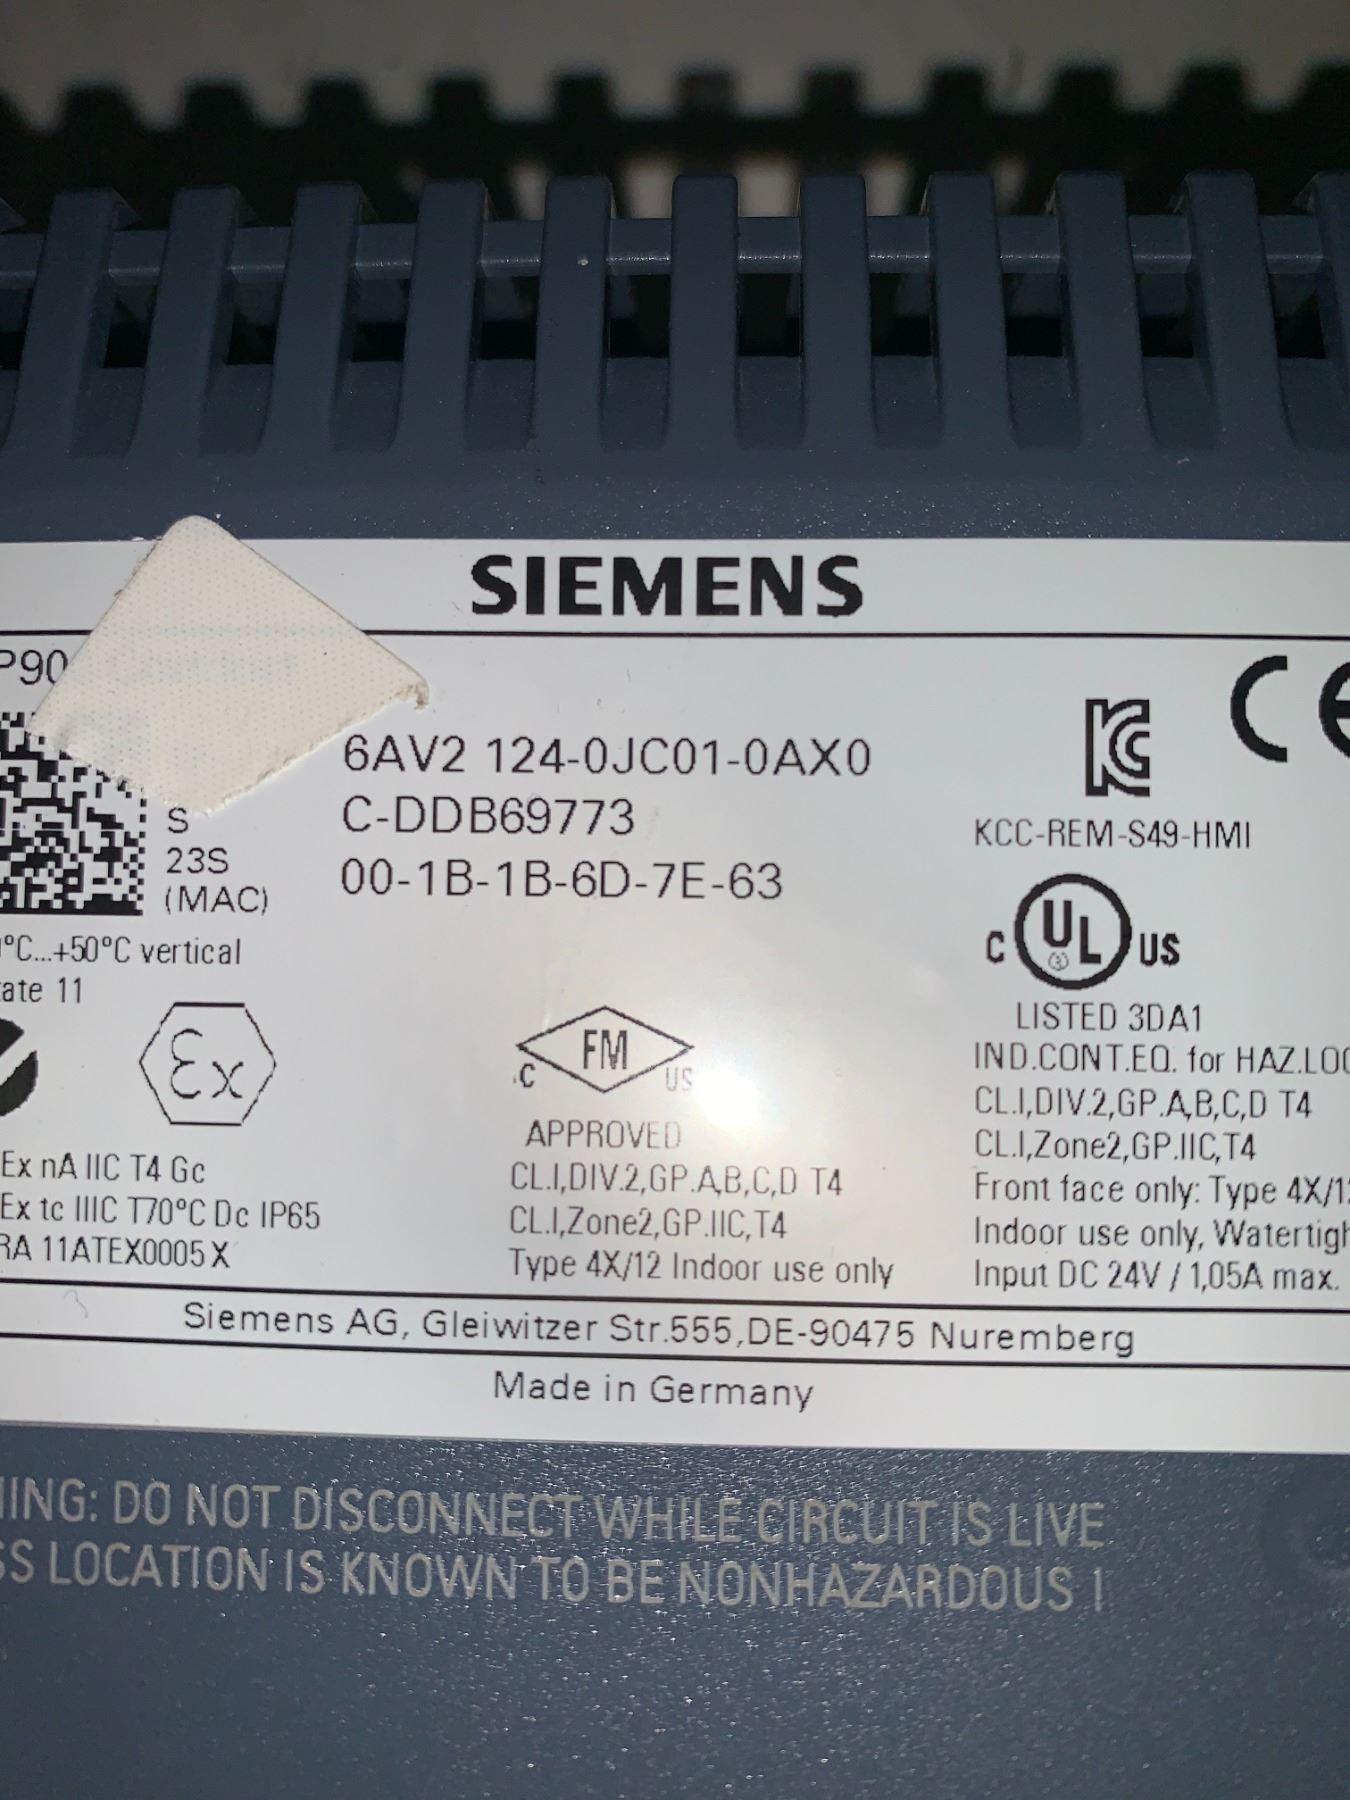 SIEMENS
P90
6AV2 124-0JC01-0AX0
S C-DDB69773
23S
(MAC) 00-1B-1B-6D-7E-63
KCC-REM-S49-HMI
°C...+50°C vertical
ate 11
C UL US
LISTED 3DA1
IND.CONT.EQ. for HAZ.LOC
CL.I,DIV.2,GP.A,B,C,D T4
CL.I,Zone2,GP.IIC,T4
Front face only: Type 4X/12
Indoor use only, Watertigh
Input DC 24V / 1,05A max.
Ex
C FM US
APPROVED
CL.I,DIV.2,GP.A,B,C,D T4
CL.I,Zone2,GP.IIC,T4
Type 4X/12 Indoor use only
Ex nA IIC T4 Gc
Ex tc IIIC T70°C Dc IP65
RA 11ATEX0005 X
Siemens AG, Gleiwitzer Str.555,DE-90475 Nuremberg
Made in Germany
ING: DO NOT DISCONNECT WHILE CIRCUIT IS LIVE
SS LOCATION IS KNOWN TO BE NONHAZARDOUS !